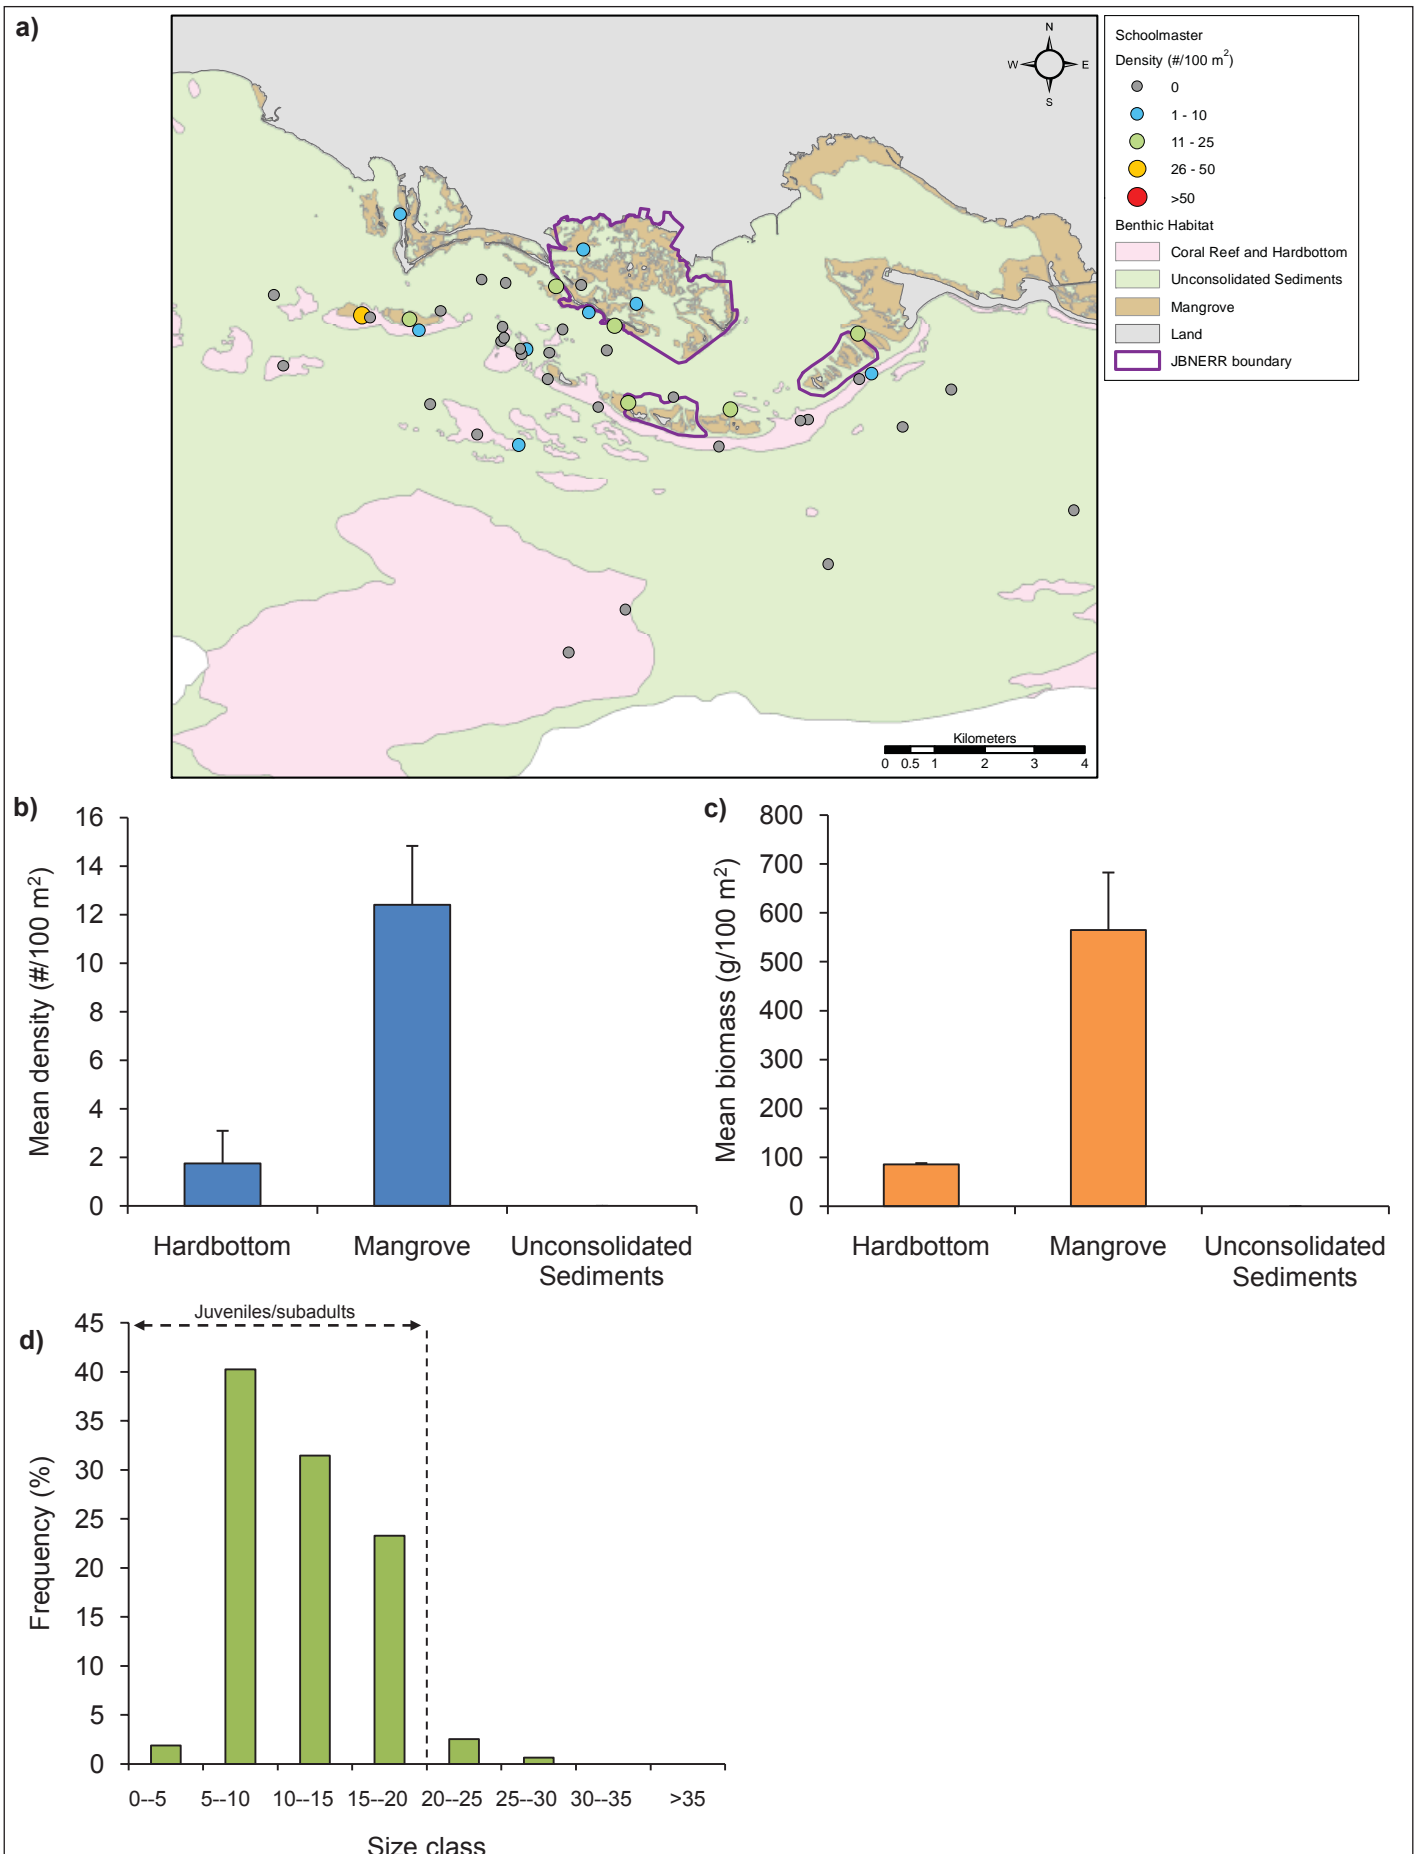 a)
N
W E
S
Schoolmaster
Density (#/100 m²)
0
1 - 10
11 - 25
26 - 50
>50
Benthic Habitat
Coral Reef and Hardbottom
Unconsolidated Sediments
Mangrove
Land
JBNERR boundary
Kilometers
0 0.5 1 2 3 4
b)
Mean density (#/100 m²)
16
14
12
10
8
6
4
2
0
Hardbottom Mangrove Unconsolidated
Sediments
c)
Mean biomass (g/100 m²)
800
700
600
500
400
300
200
100
0
Hardbottom Mangrove Unconsolidated
Sediments
d)
Juveniles/subadults
Frequency (%)
45
40
35
30
25
20
15
10
5
0
0--5 5--10 10--15 15--20 20--25 25--30 30--35 >35
Size class